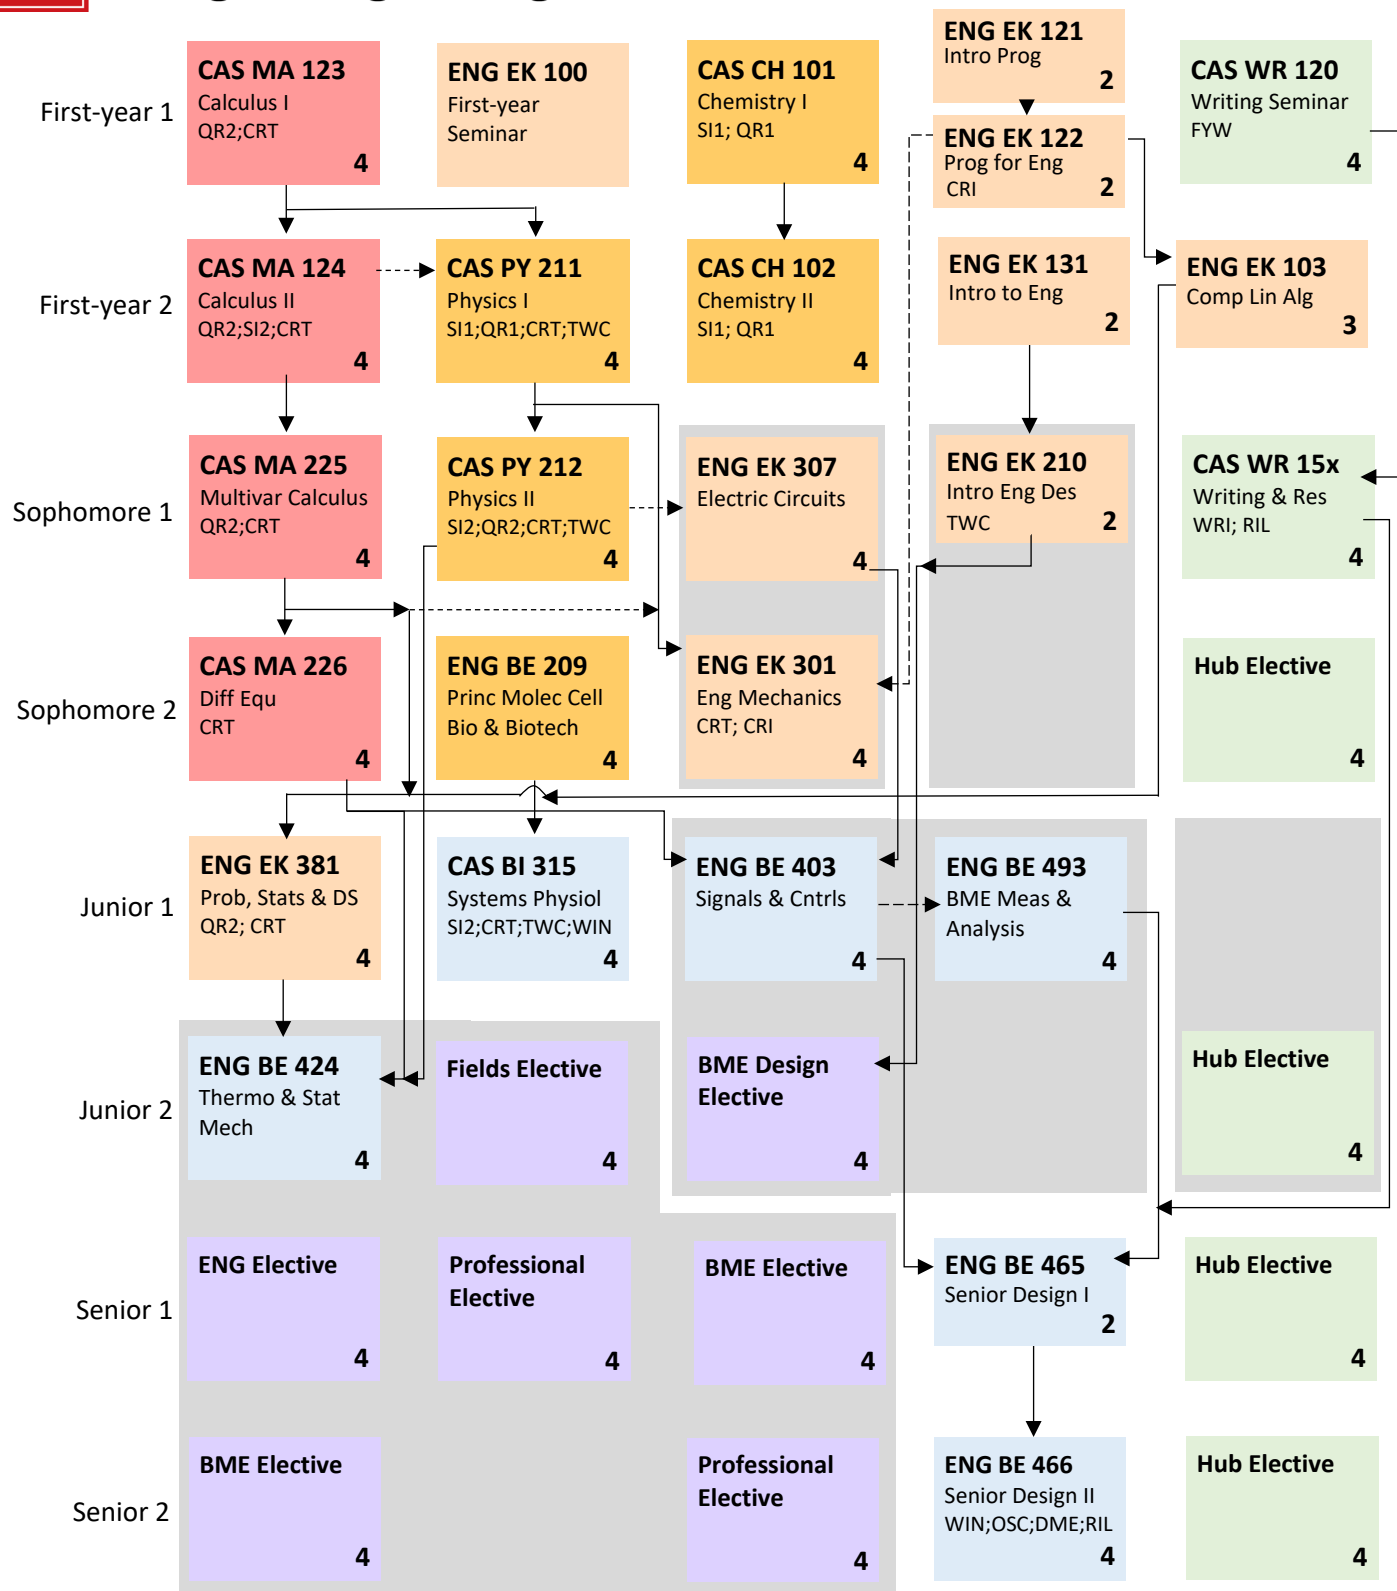 First-year 1
CAS MA 123
Calculus I
QR2;CRT
4
ENG EK 100
First-year
Seminar
CAS CH 101
Chemistry I
SI1; QR1
4
ENG EK 121
Intro Prog
2
ENG EK 122
Prog for Eng
CRI
2
CAS WR 120
Writing Seminar
FYW
4
First-year 2
CAS MA 124
Calculus II
QR2;SI2;CRT
4
CAS PY 211
Physics I
SI1;QR1;CRT;TWC
4
CAS CH 102
Chemistry II
SI1; QR1
4
ENG EK 131
Intro to Eng
2
ENG EK 103
Comp Lin Alg
3
Sophomore 1
CAS MA 225
Multivar Calculus
QR2;CRT
4
CAS PY 212
Physics II
SI2;QR2;CRT;TWC
4
ENG EK 307
Electric Circuits
4
ENG EK 210
Intro Eng Des
TWC
2
CAS WR 15x
Writing & Res
WRI; RIL
4
Sophomore 2
CAS MA 226
Diff Equ
CRT
4
ENG BE 209
Princ Molec Cell
Bio & Biotech
4
ENG EK 301
Eng Mechanics
CRT; CRI
4
Hub Elective
4
Junior 1
ENG EK 381
Prob, Stats & DS
QR2; CRT
4
CAS BI 315
Systems Physiol
SI2;CRT;TWC;WIN
4
ENG BE 403
Signals & Cntrls
4
ENG BE 493
BME Meas &
Analysis
4
Junior 2
ENG BE 424
Thermo & Stat
Mech
4
Fields Elective
4
BME Design
Elective
4
Hub Elective
4
Senior 1
ENG Elective
4
Professional
Elective
4
BME Elective
4
ENG BE 465
Senior Design I
2
Hub Elective
4
Senior 2
BME Elective
4
Professional
Elective
4
ENG BE 466
Senior Design II
WIN;OSC;DME;RIL
4
Hub Elective
4